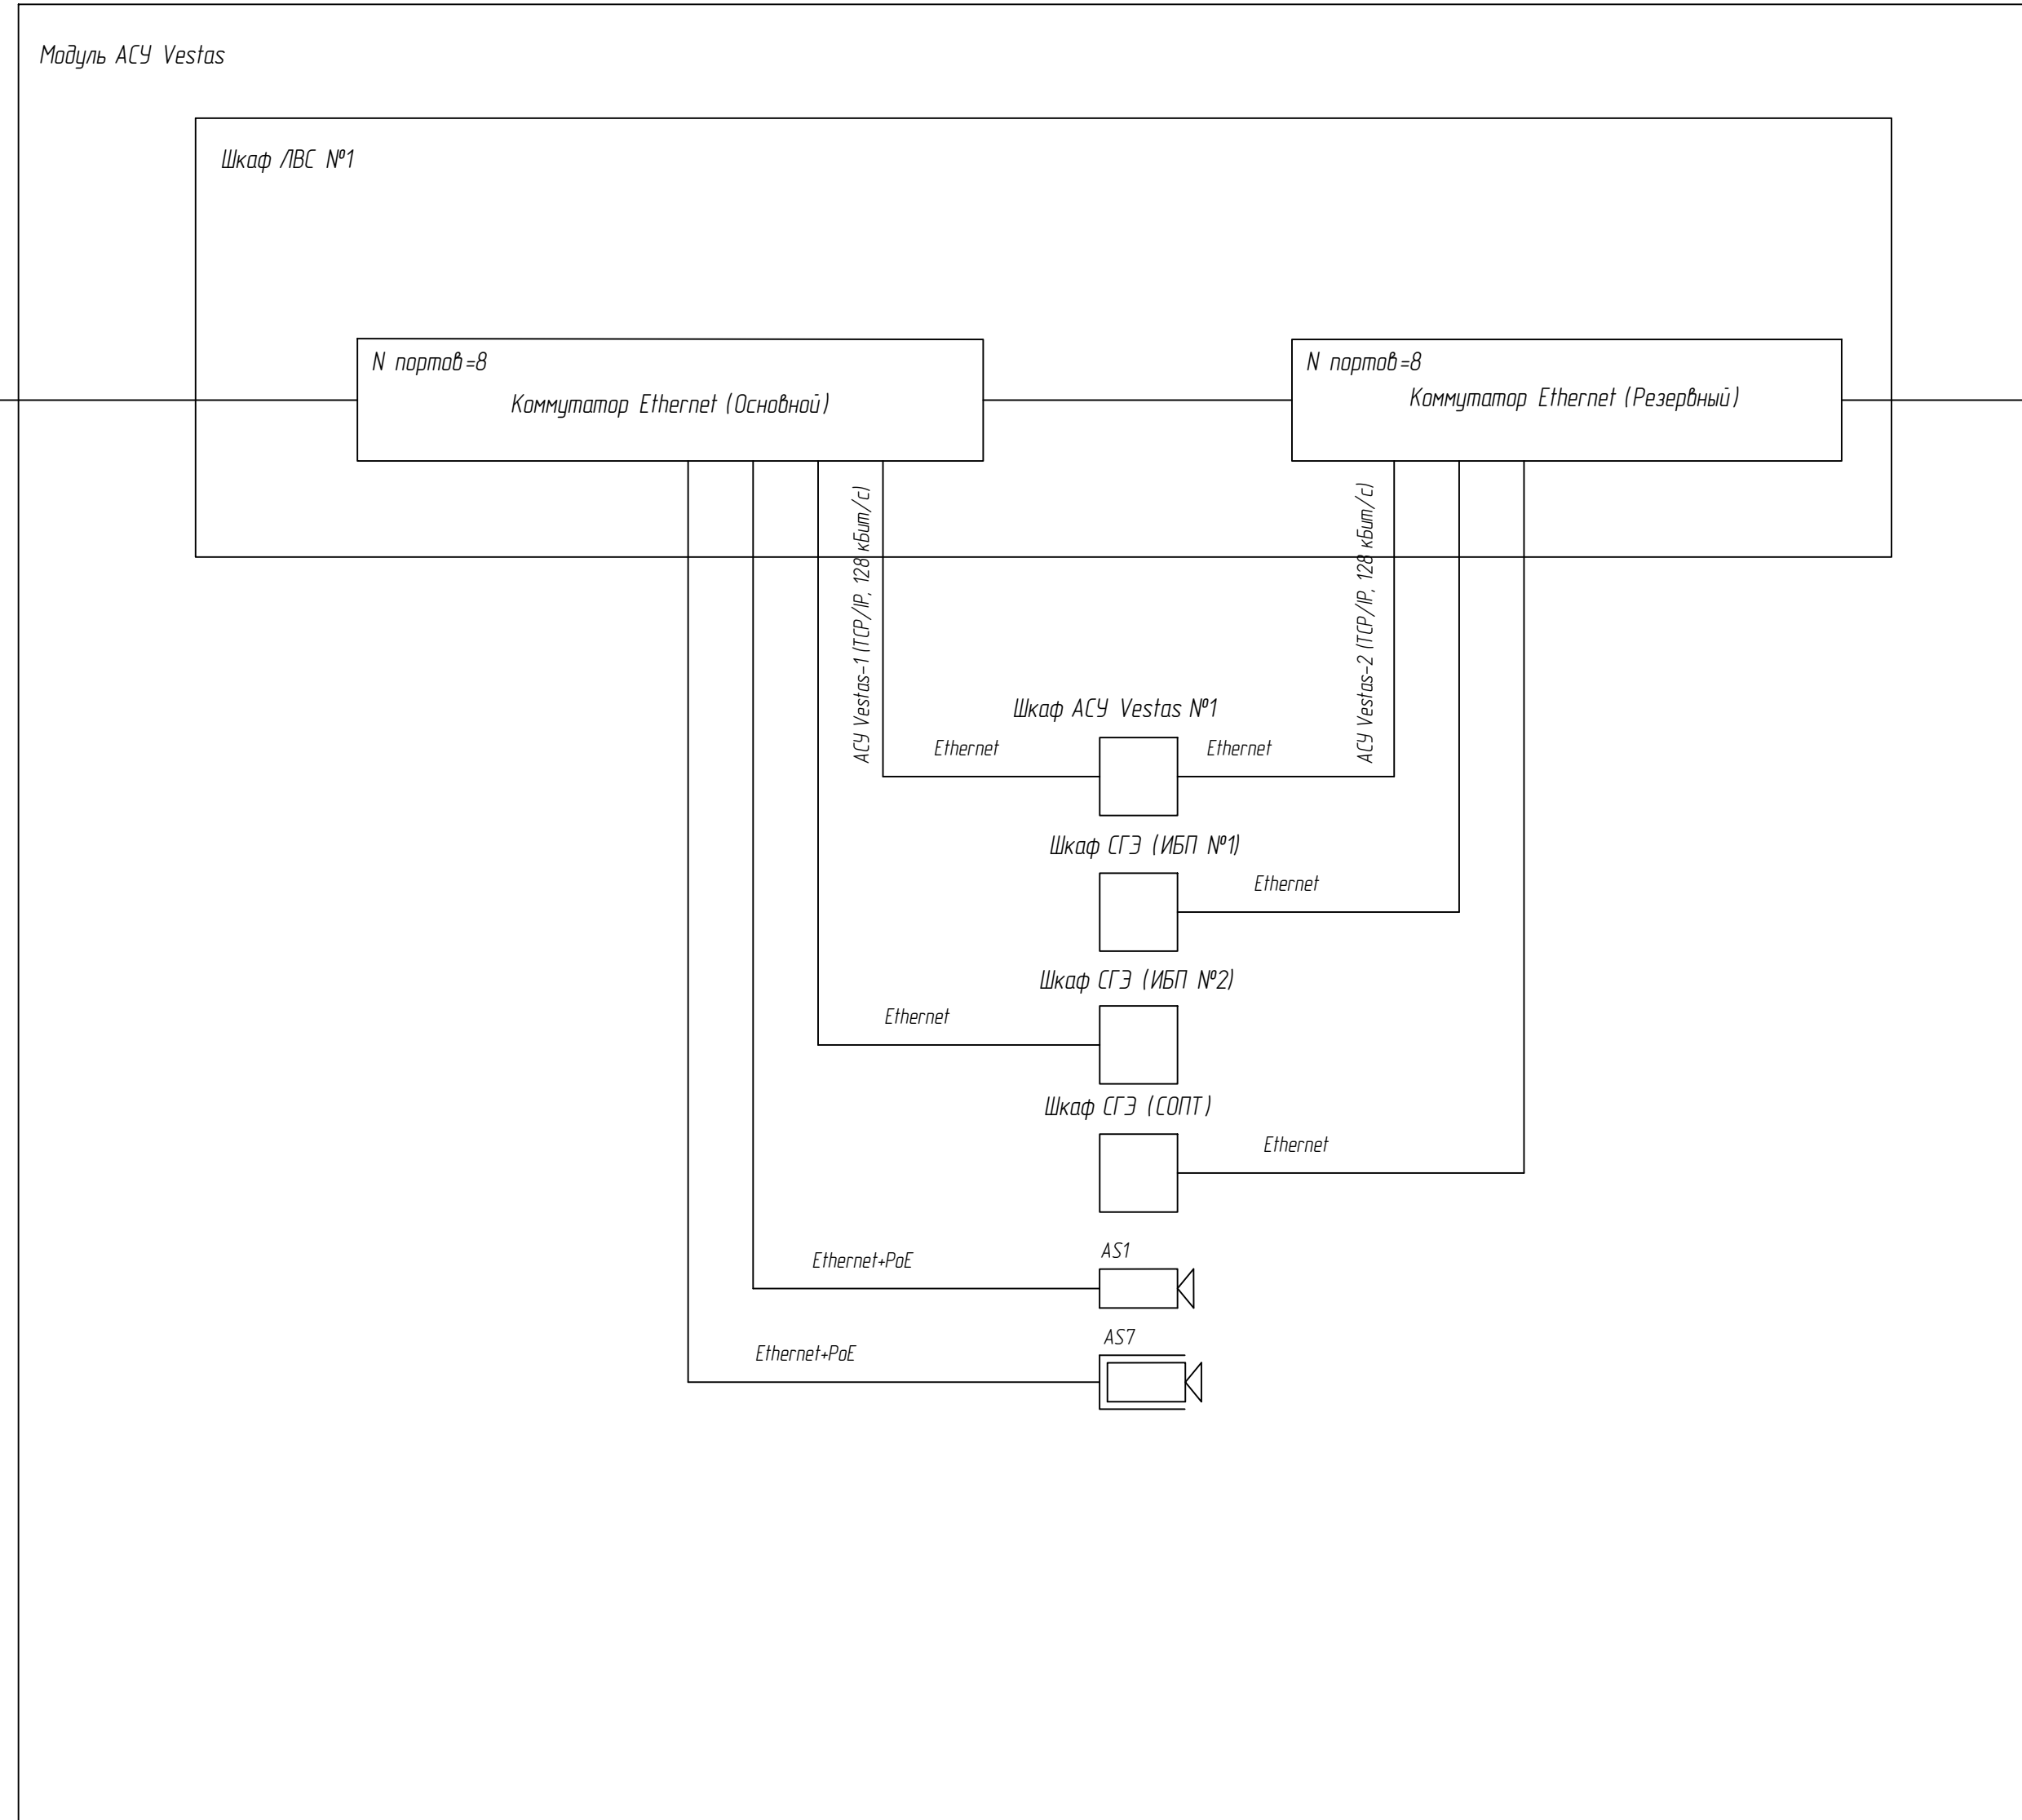 Модуль АСУ Vestas
Шкаф ЛВС №1
N портов=8
Коммутатор Ethernet (Основной)
N портов=8
Коммутатор Ethernet (Резервный)
АСУ Vestas-1 (TCP/IP, 128 кБит/с)
АСУ Vestas-2 (TCP/IP, 128 кБит/с)
Шкаф АСУ Vestas №1
Ethernet
Ethernet
Шкаф СГЭ (ИБП №1)
Ethernet
Шкаф СГЭ (ИБП №2)
Ethernet
Шкаф СГЭ (СОПТ)
Ethernet
AS1
Ethernet+PoE
AS7
Ethernet+PoE